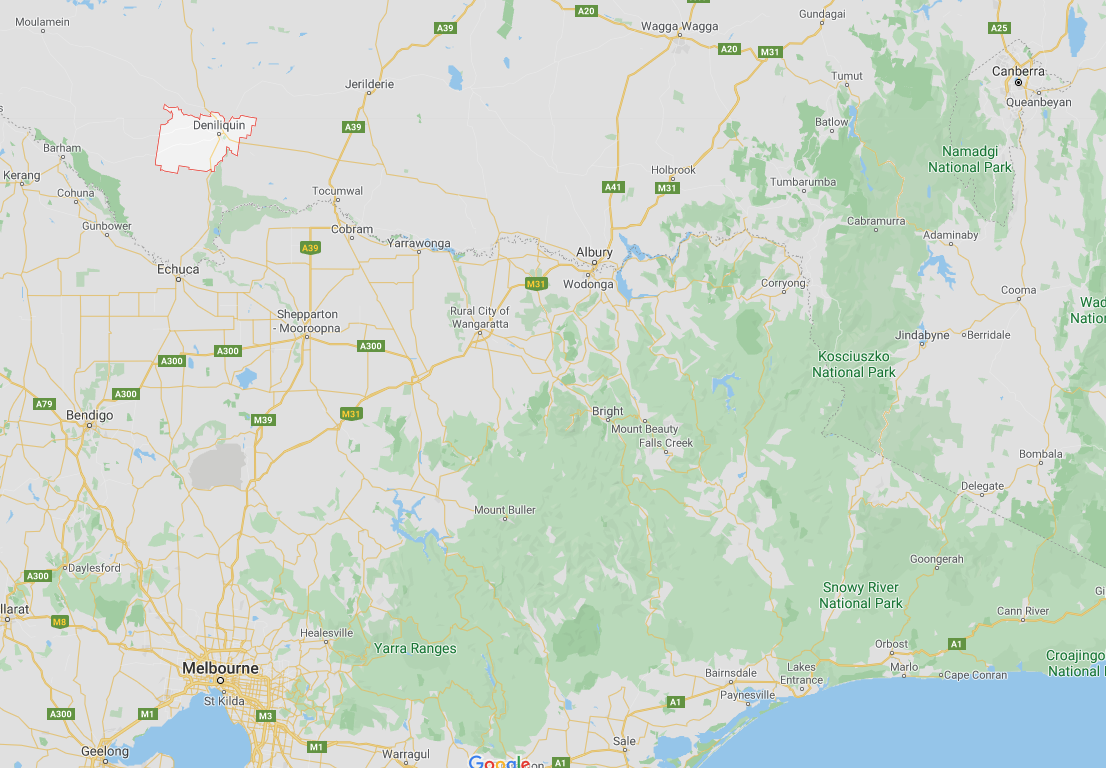 Moulamein
A39
A20
Wagga Wagga
Gundagai
A20
M31
A25
Canberra
Queanbeyan
Jerilderie
Tumut
A39
Deniliquin
Batlow
Barham
Kerang
Cohuna
Gunbower
Namadgi
National Park
Holbrook
A41
M31
Tumbarumba
Tocumwal
Cobram
Yarrawonga
Cabramurra
Adaminaby
A39
Albury
Wodonga
Echuca
M31
Corryong
Cooma
Wad
Natio
Shepparton
- Mooroopna
Rural City of
Wangaratta
Jindabyne
Berridale
A300
A300
A300
Kosciuszko
National Park
A300
A79
Bendigo
M39
M31
Bright
Mount Beauty
Falls Creek
Bombala
Delegate
Mount Buller
Goongerah
Daylesford
A300
Snowy River
National Park
Gi
llarat
M8
Cann River
Healesville
Yarra Ranges
Orbost
A1
Croajingo
National
Melbourne
St Kilda
Lakes
Entrance
Marlo
Cape Conran
Bairnsdale
Paynesville
A300
M1
M3
A1
Geelong
M1
Warragul
Sale
Google
on
A1